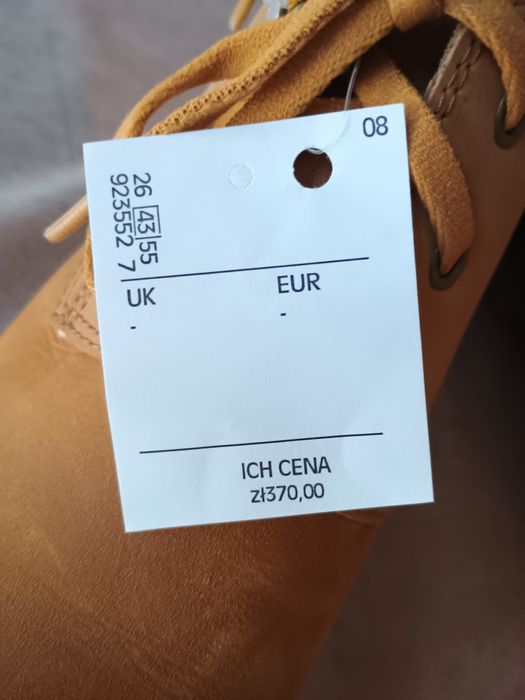 08
26 43 55
923552 7
UK EUR
- -
ICH CENA
zł370,00